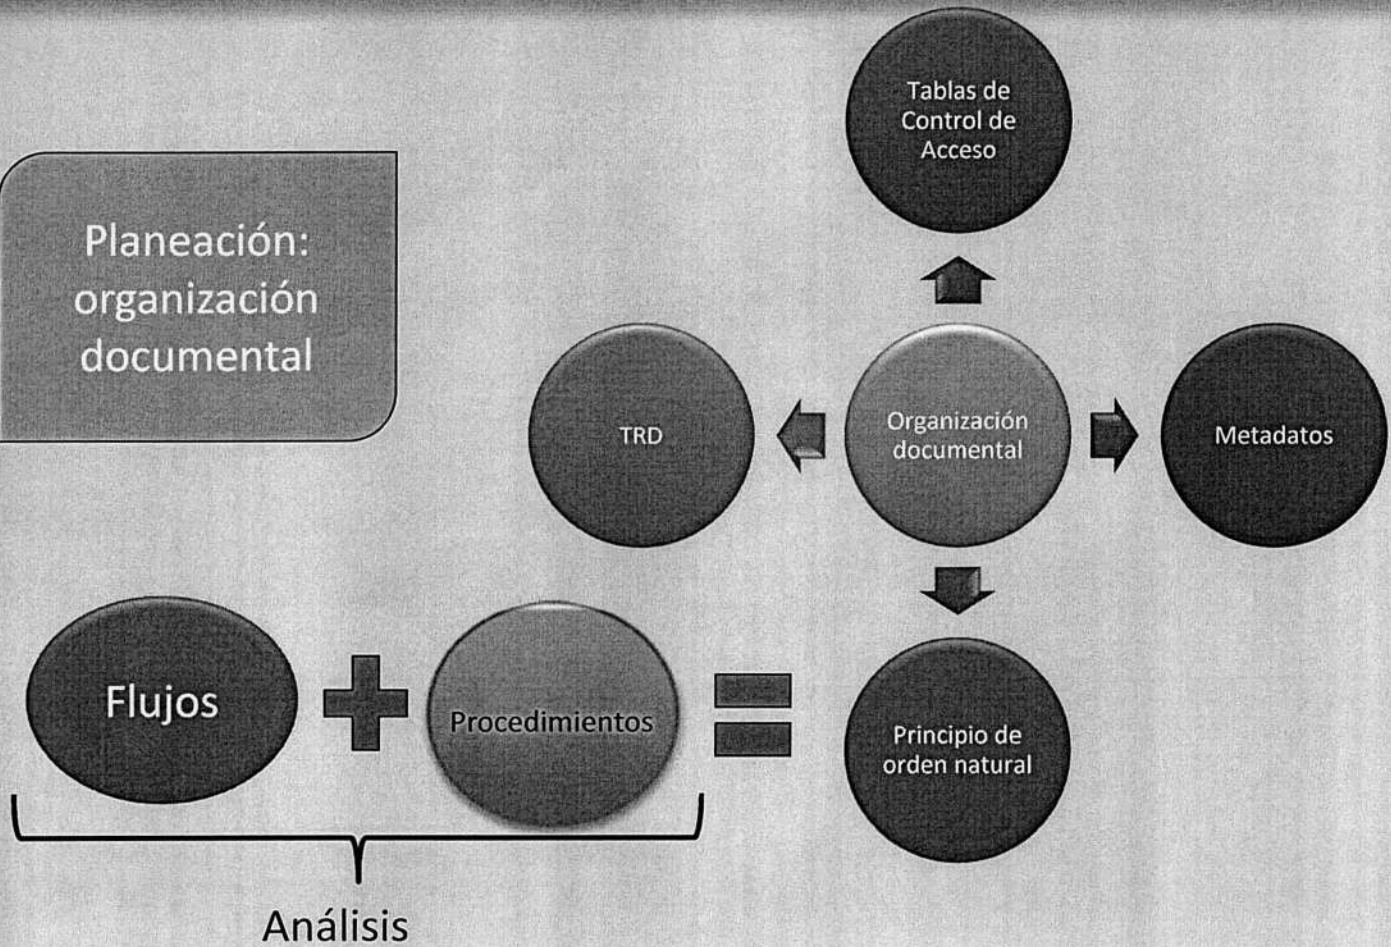 Planeación:
organización
documental
Tablas de
Control de
Acceso
TRD
Organización
documental
Metadatos
Flujos
Procedimientos
Principio de
orden natural
Análisis